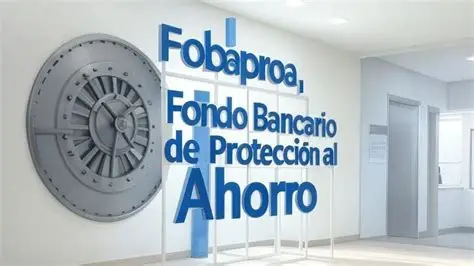 Fobaproa,
Fondo Bancario
de Protección al
Ahorro